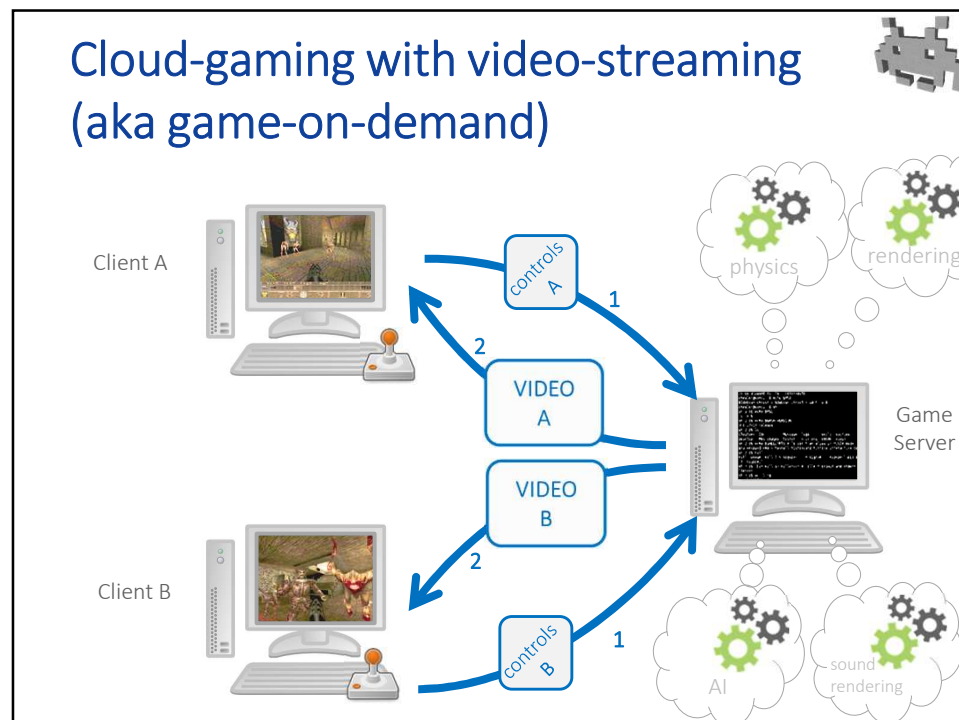 Cloud-gaming with video-streaming
(aka game-on-demand)
Client A
controls
A
1
physics
rendering
2
VIDEO
A
Game
Server
VIDEO
B
2
Client B
controls
B
1
AI
sound
rendering